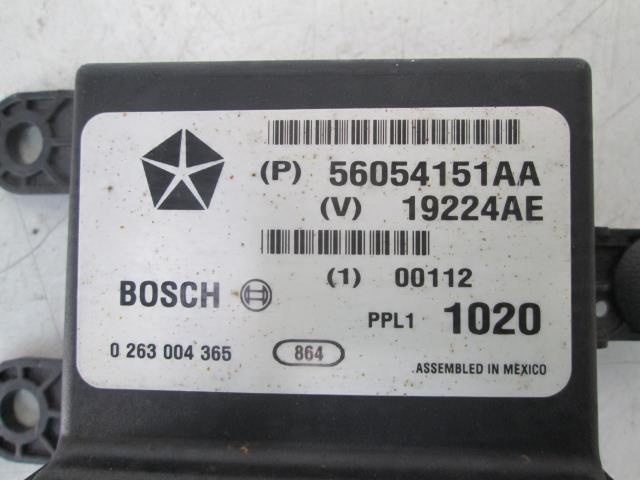 (P) 56054151AA
(V) 19224AE
(1) 00112
BOSCH
PPL1 1020
0 263 004 365 864
ASSEMBLED IN MEXICO